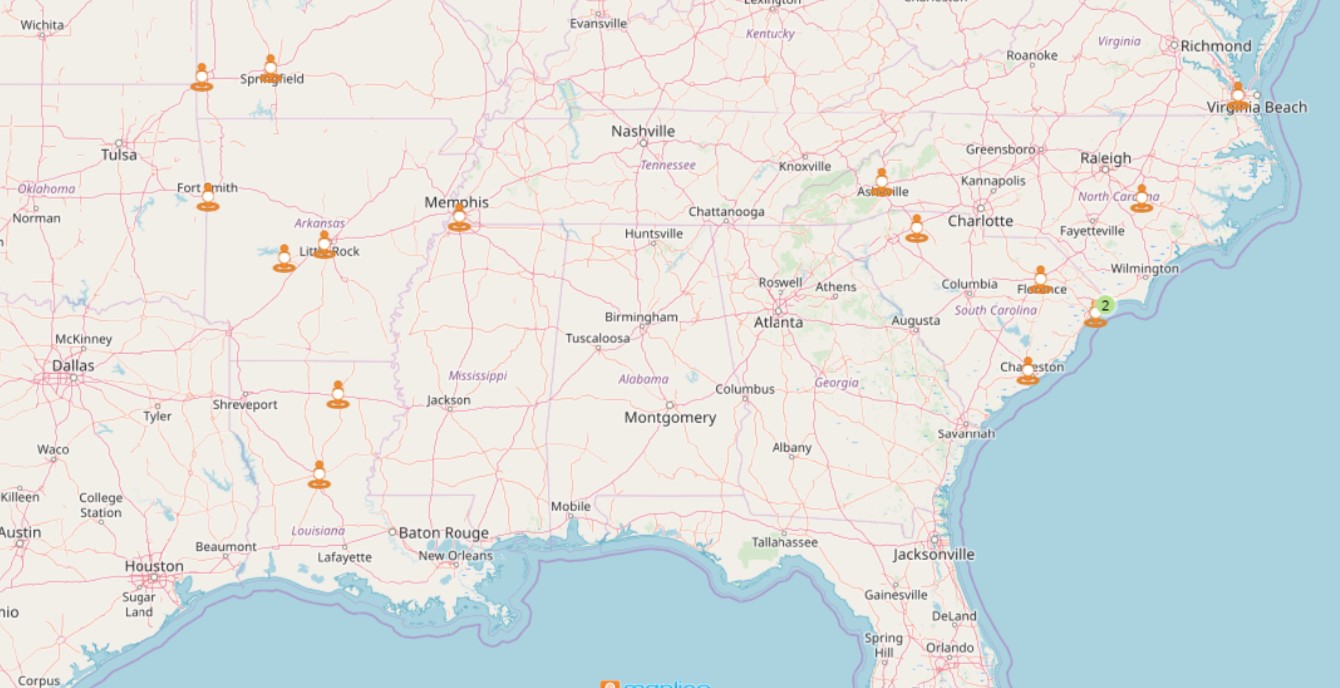 Lexington
Charleston
Wichita
Evansville
Kentucky
Virginia
Richmond
Roanoke
Springfield
Virginia Beach
Nashville
Tulsa
Greensboro
Raleigh
Tennessee
Knoxville
Kannapolis
Oklahoma
Fort Smith
Asheville
North Carolina
Memphis
Norman
Chattanooga
Charlotte
Arkansas
Huntsville
Fayetteville
Little Rock
Wilmington
Roswell
Athens
Columbia
Florence
2
South Carolina
Birmingham
Atlanta
Augusta
McKinney
Tuscaloosa
Dallas
Charleston
Mississippi
Alabama
Georgia
Columbus
Shreveport
Jackson
Tyler
Montgomery
Savannah
Waco
Albany
Killeen
College
Station
Mobile
Louisiana
Austin
Baton Rouge
Tallahassee
Beaumont
Lafayette
New Orleans
Jacksonville
Houston
Gainesville
Sugar
Land
nio
DeLand
Spring
Hill
Orlando
Corpus
mapline